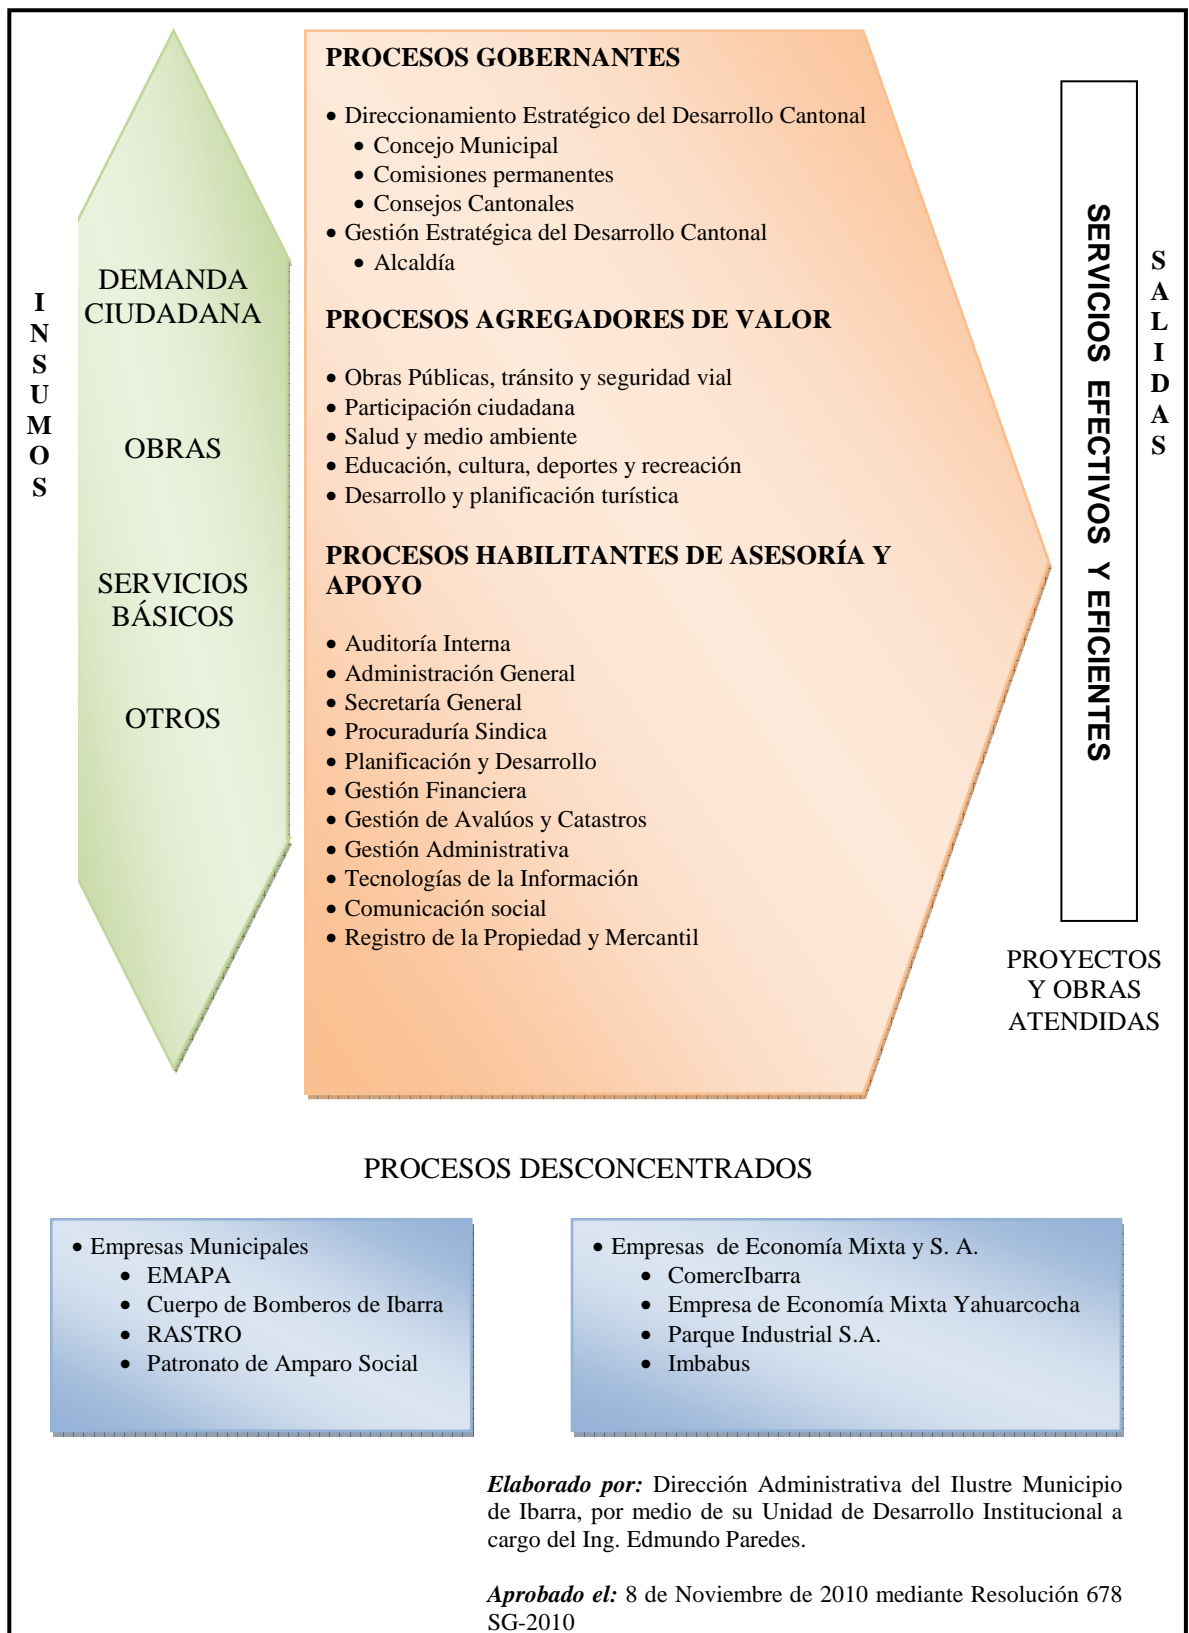 INSUMOS
DEMANDA
CIUDADANA
OBRAS
SERVICIOS
BÁSICOS
OTROS
PROCESOS GOBERNANTES
• Direccionamiento Estratégico del Desarrollo Cantonal
• Concejo Municipal
• Comisiones permanentes
• Consejos Cantonales
• Gestión Estratégica del Desarrollo Cantonal
• Alcaldía
PROCESOS AGREGADORES DE VALOR
• Obras Públicas, tránsito y seguridad vial
• Participación ciudadana
• Salud y medio ambiente
• Educación, cultura, deportes y recreación
• Desarrollo y planificación turística
PROCESOS HABILITANTES DE ASESORÍA Y
APOYO
• Auditoría Interna
• Administración General
• Secretaría General
• Procuraduría Sindica
• Planificación y Desarrollo
• Gestión Financiera
• Gestión de Avalúos y Catastros
• Gestión Administrativa
• Tecnologías de la Información
• Comunicación social
• Registro de la Propiedad y Mercantil
SERVICIOS EFECTIVOS Y EFICIENTES
SALIDAS
PROYECTOS
Y OBRAS
ATENDIDAS
PROCESOS DESCONCENTRADOS
• Empresas Municipales
• EMAPA
• Cuerpo de Bomberos de Ibarra
• RASTRO
• Patronato de Amparo Social
• Empresas de Economía Mixta y S. A.
• ComercIbarra
• Empresa de Economía Mixta Yahuarcocha
• Parque Industrial S.A.
• Imbabus
Elaborado por: Dirección Administrativa del Ilustre Municipio
de Ibarra, por medio de su Unidad de Desarrollo Institucional a
cargo del Ing. Edmundo Paredes.
Aprobado el: 8 de Noviembre de 2010 mediante Resolución 678
SG-2010